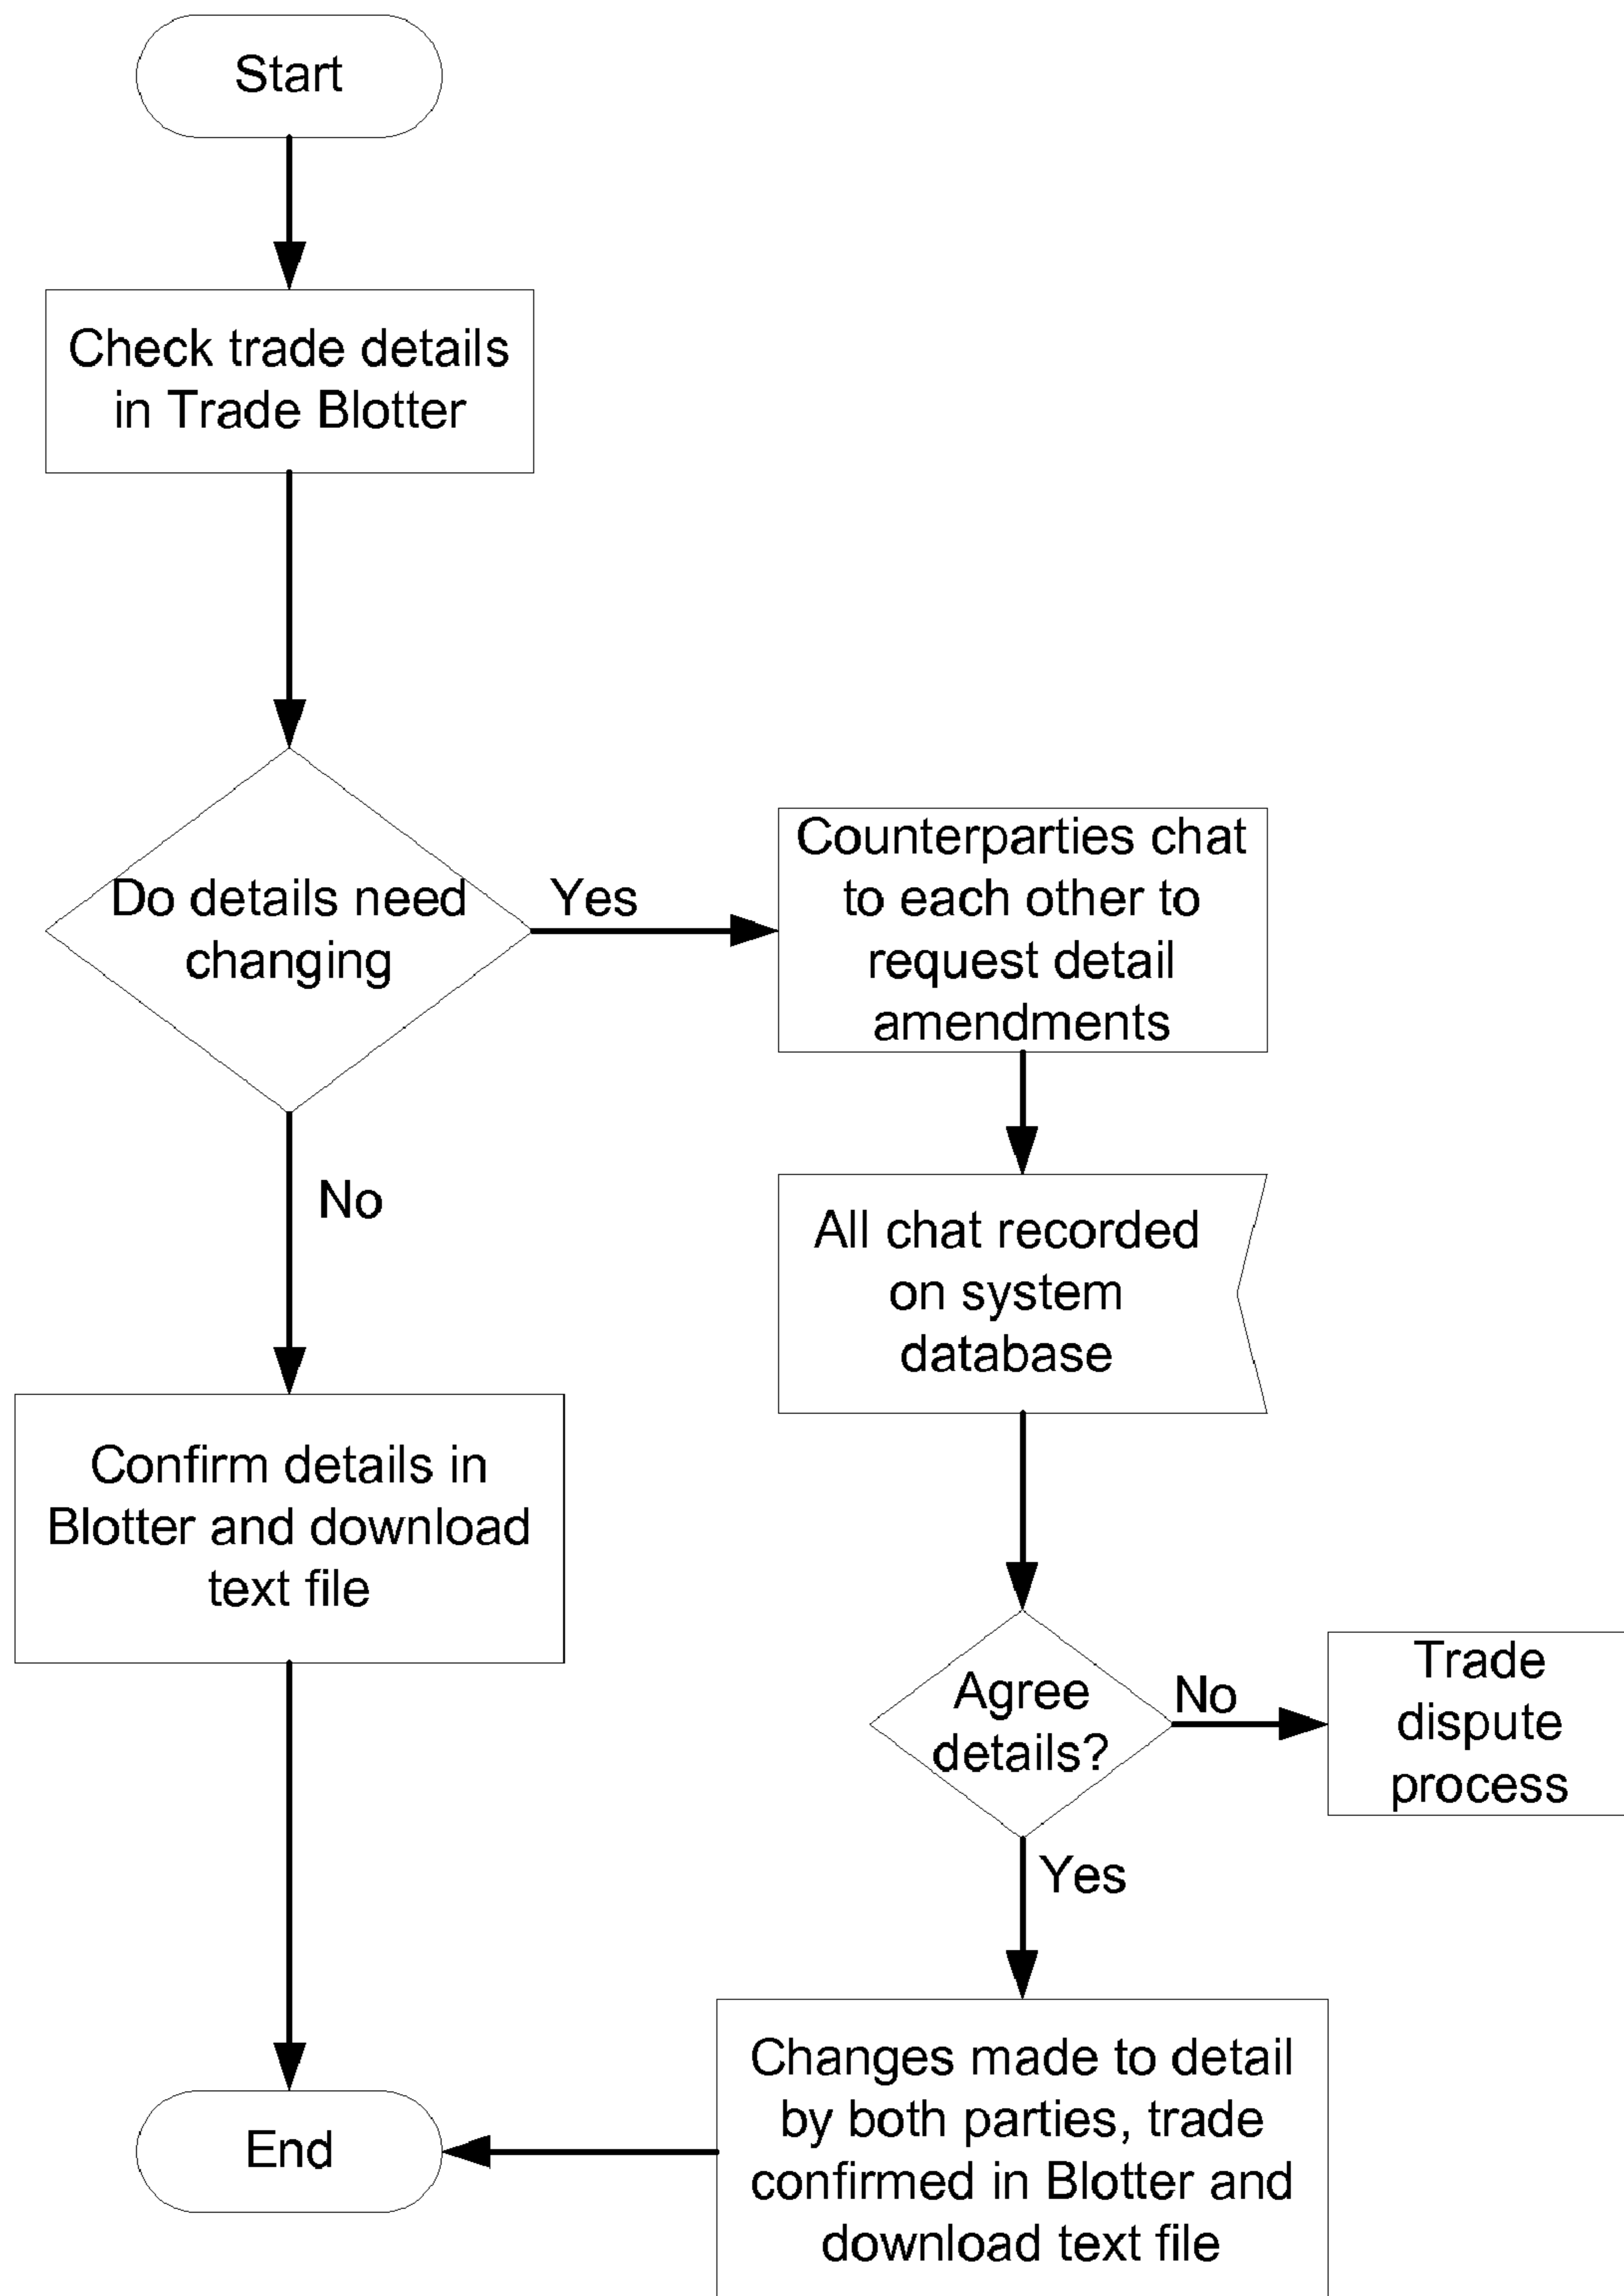 Start
Check trade details
in Trade Blotter
Do details need
changing
Yes
Counterparties chat
to each other to
request detail
amendments
No
All chat recorded
on system
database
Confirm details in
Blotter and download
text file
Agree
details?
No
Trade
dispute
process
Yes
Changes made to detail
by both parties, trade
confirmed in Blotter and
download text file
End